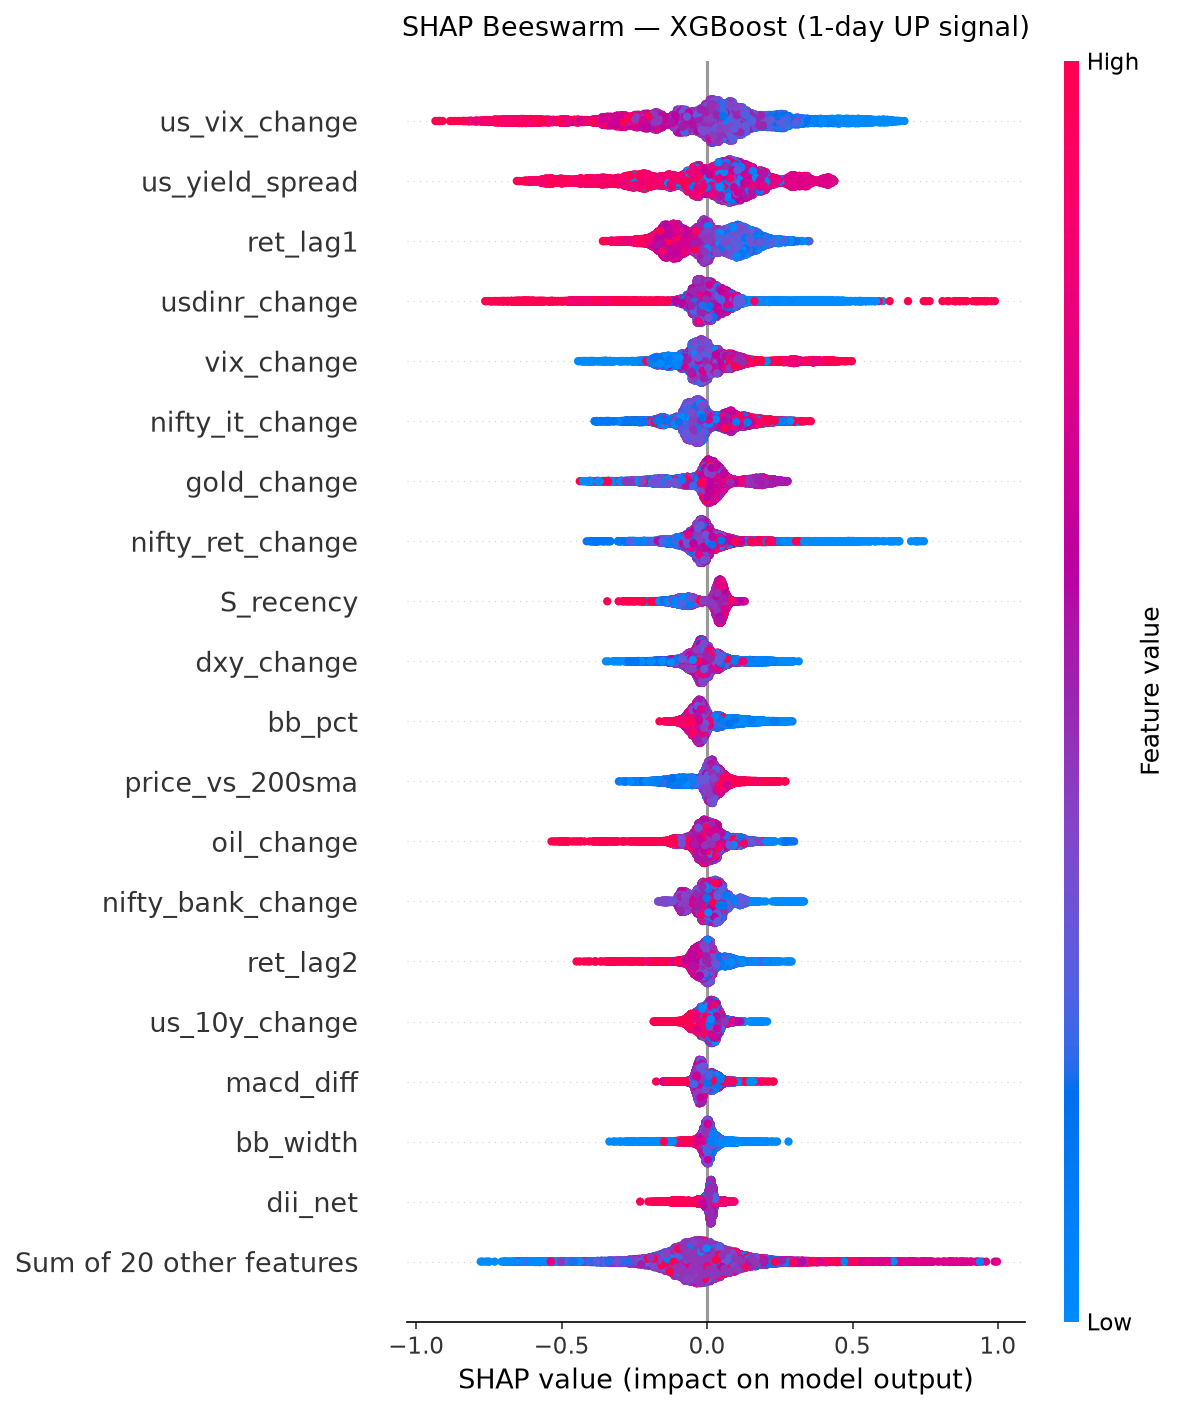 SHAP Beeswarm — XGBoost (1-day UP signal)
High
us_vix_change
us_yield_spread
ret_lag1
usdinr_change
vix_change
nifty_it_change
gold_change
nifty_ret_change
S_recency
dxy_change
bb_pct
price_vs_200sma
oil_change
nifty_bank_change
ret_lag2
us_10y_change
macd_diff
bb_width
dii_net
Sum of 20 other features
Feature value
Low
−1.0 −0.5 0.0 0.5 1.0
SHAP value (impact on model output)